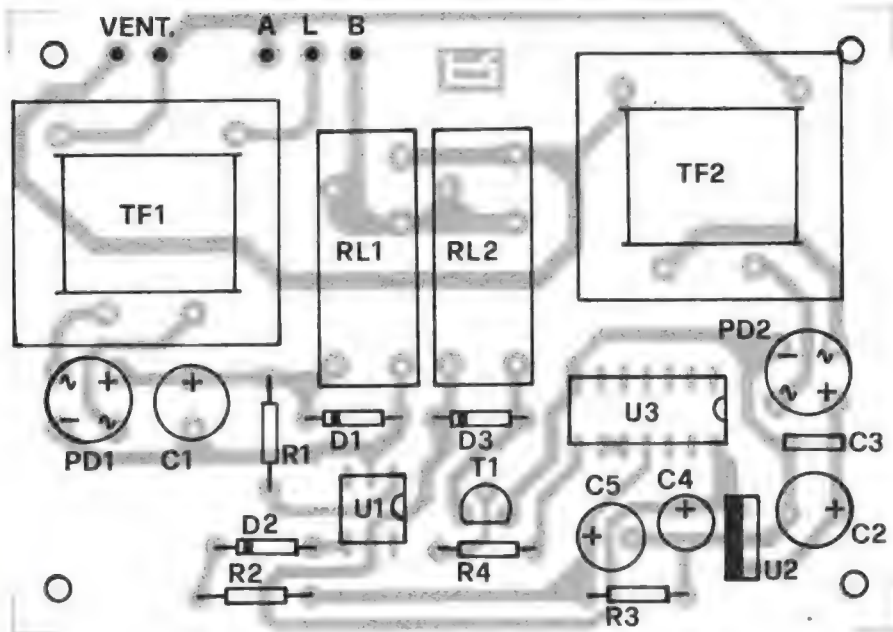 VENT. A L B
TF1
TF2
RL1 RL2
PD2
~ +
- ~
PD1
+
C1
R1
D1
D3
- ~
~ +
U3
C3
T1
U1
C5
C4
+
+
+
C2
D2
R4
U2
R2
R3